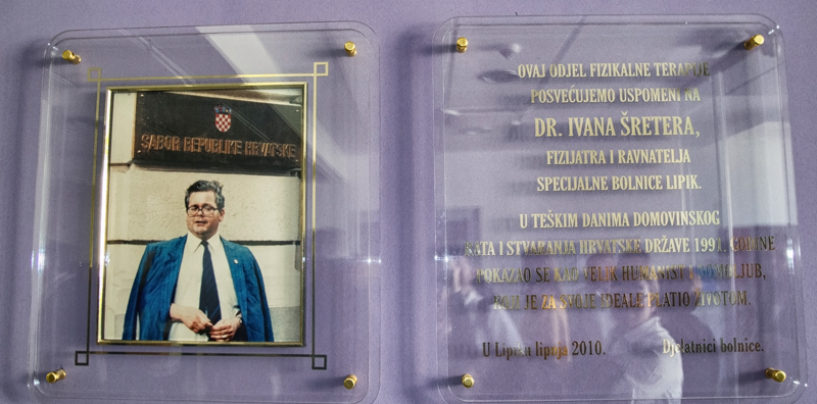 SABOR REPUBLIKE HRVATSKE
OVAJ ODJEL FIZIKALNE TERAPIJE
POSVEĆUJEMO USPOMENI NA
DR. IVANA ŠRETERA,
FIZIJATRA I RAVNATELJA
SPECIJALNE BOLNICE LIPIK.
U TEŠKIM DANIMA DOMOVINSKOG
RATA I STVARANJA HRVATSKE DRŽAVE 1991. GODINE
POKAZAO SE KAO VELIK HUMANIST I DOMOLJUB,
KOJI JE ZA SVOJE IDEALE PLATIO ŽIVOTOM.
U Lipiku lipnja 2010. Djelatnici bolnice.